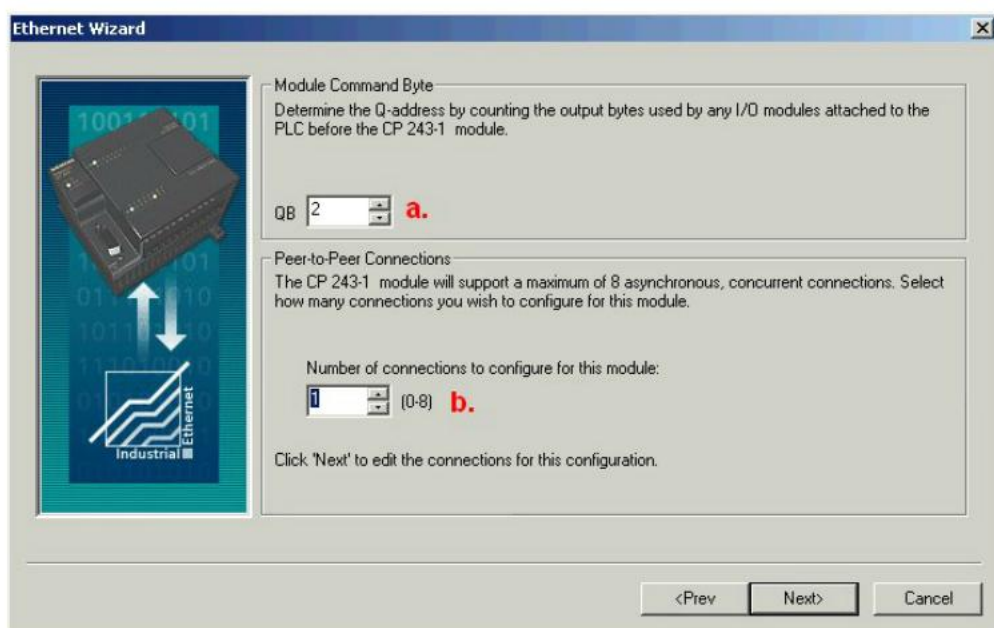 Ethernet Wizard
Module Command Byte
Determine the Q-address by counting the output bytes used by any I/O modules attached to the
PLC before the CP 243-1 module.
QB 2 a.
Peer-to-Peer Connections
The CP 243-1 module will support a maximum of 8 asynchronous, concurrent connections. Select
how many connections you wish to configure for this module.
Number of connections to configure for this module:
1 (0-8) b.
Click 'Next' to edit the connections for this configuration.
Industrial
Ethernet
<Prev
Next>
Cancel